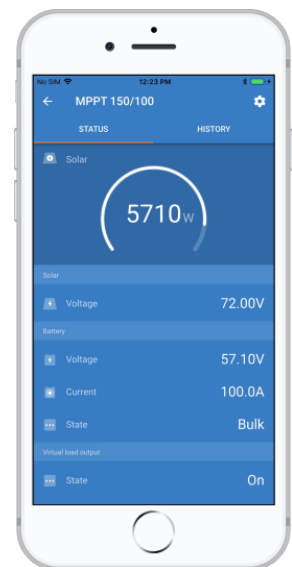 No SIM 12:23 PM
MPPT 150/100
STATUS HISTORY
Solar
5710W
Solar
Voltage 72.00V
Battery
Voltage 57.10V
Current 100.0A
State Bulk
Virtual load output
State On